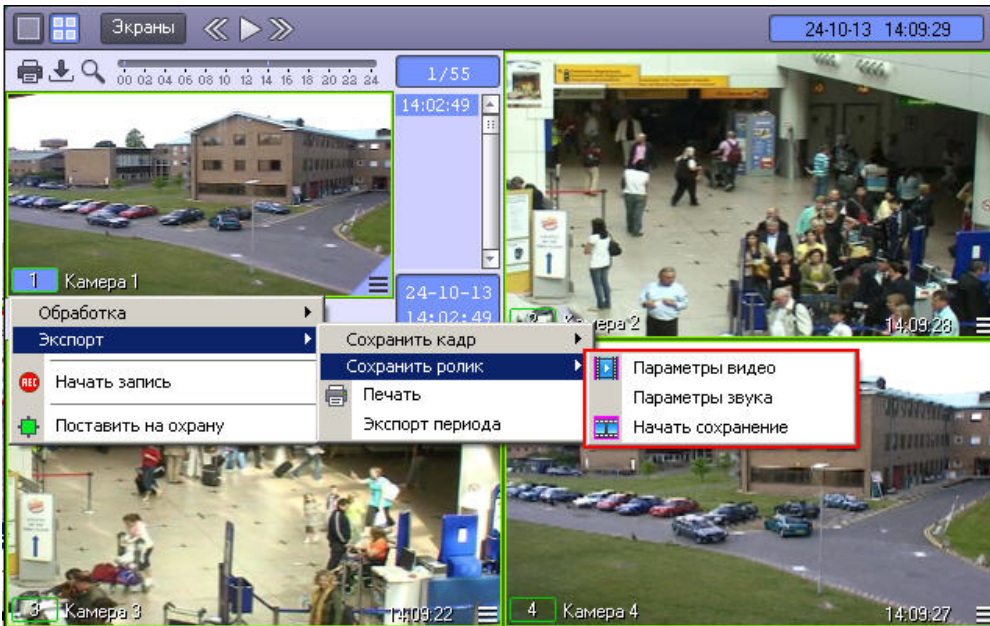 Экраны
24-10-13 14:09:29
00 02 04 06 08 10 12 14 16 18 20 22 24
1/55
14:02:49
1 Камера 1
24-10-13
14:02:49
2 Камера 2
14:09:28
Обработка
Экспорт
REC Начать запись
Поставить на охрану
Сохранить кадр
Сохранить ролик
Печать
Экспорт периода
Параметры видео
Параметры звука
Начать сохранение
3 Камера 3
14:09:22
4 Камера 4
14:09:27